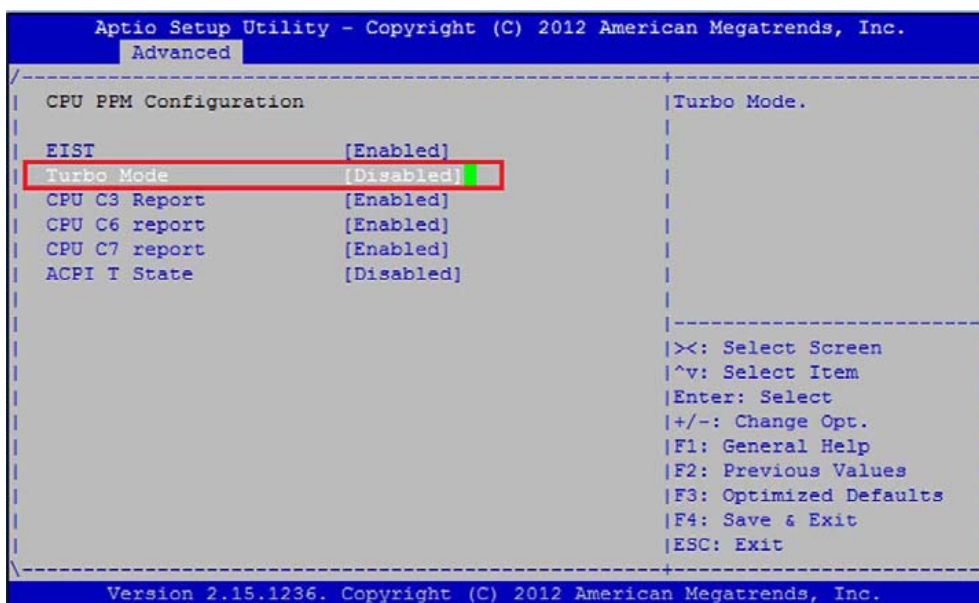 Aptio Setup Utility - Copyright (C) 2012 American Megatrends, Inc.
Advanced
CPU PPM Configuration
EIST [Enabled]
Turbo Mode [Disabled]
CPU C3 Report [Enabled]
CPU C6 report [Enabled]
CPU C7 report [Enabled]
ACPI T State [Disabled]
Turbo Mode.
><: Select Screen
^v: Select Item
Enter: Select
+/-: Change Opt.
F1: General Help
F2: Previous Values
F3: Optimized Defaults
F4: Save & Exit
ESC: Exit
Version 2.15.1236. Copyright (C) 2012 American Megatrends, Inc.